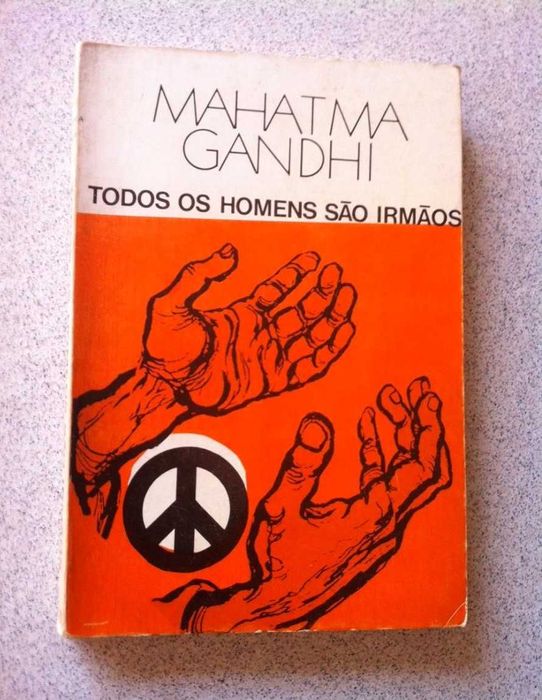 MAHATMA
GANDHI
TODOS OS HOMENS SÃO IRMÃOS